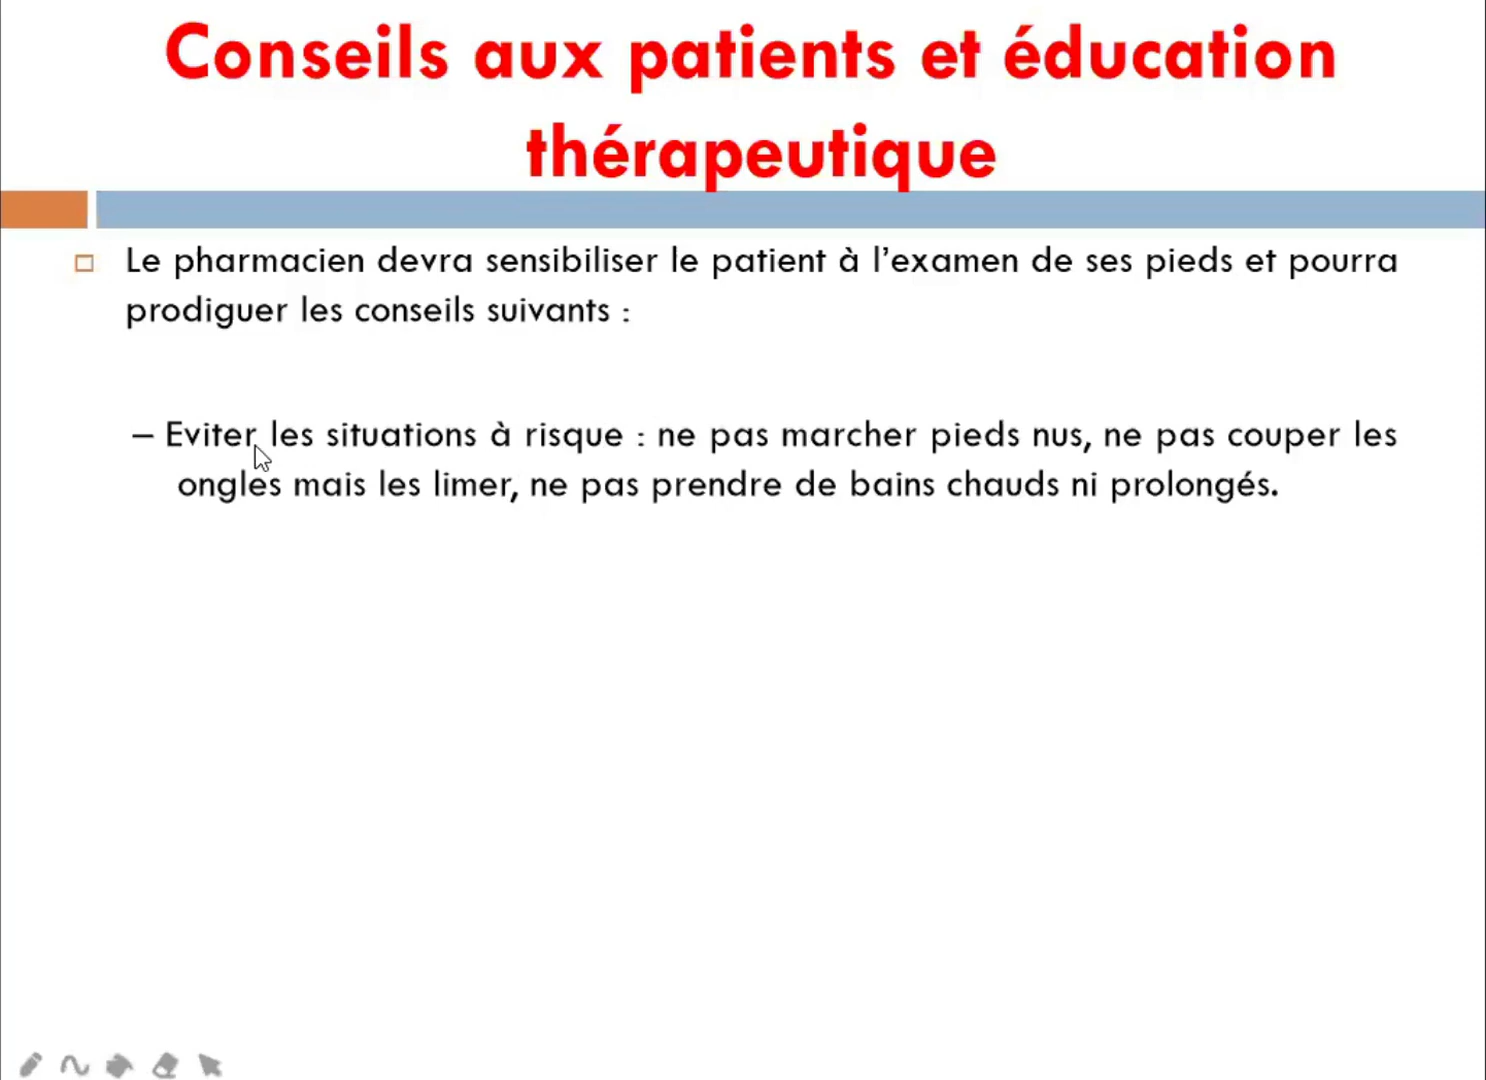 Conseils aux patients et éducation
thérapeutique
Le pharmacien devra sensibiliser le patient à l’examen de ses pieds et pourra
prodiguer les conseils suivants :
– Eviter les situations à risque : ne pas marcher pieds nus, ne pas couper les
ongles mais les limer, ne pas prendre de bains chauds ni prolongés.